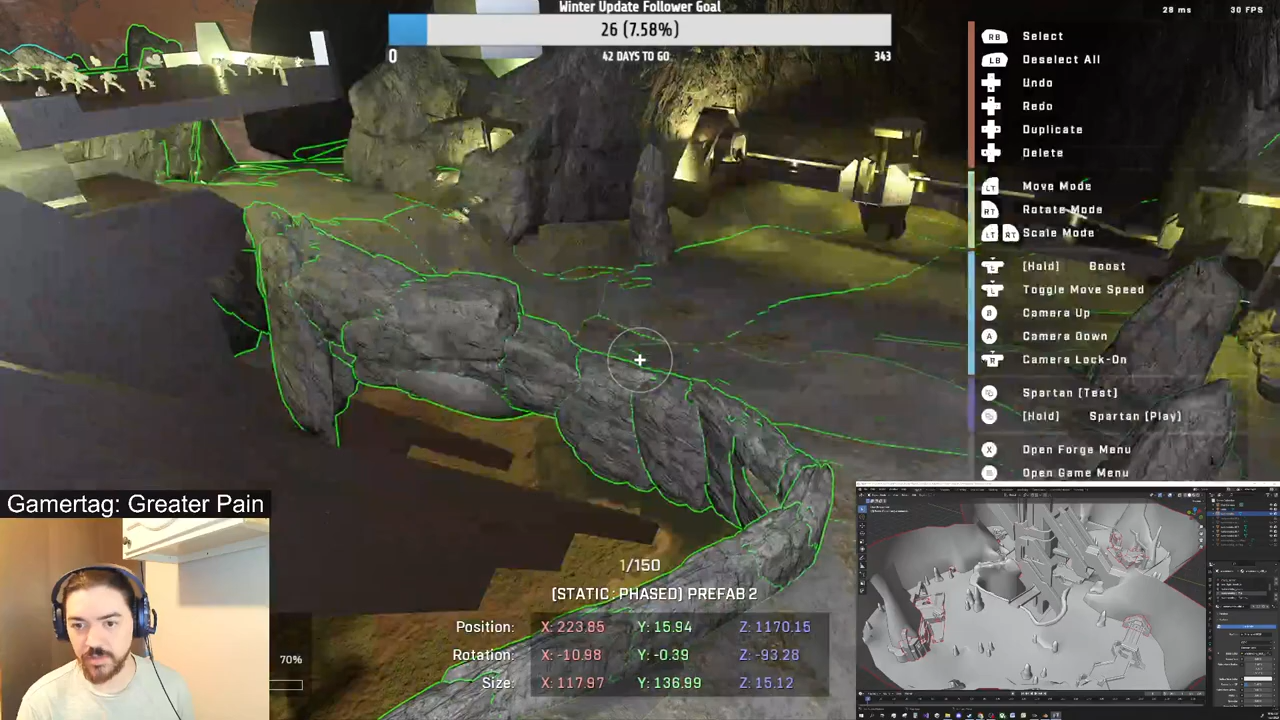 28 ms 30 FPS
Winter Update Follower Goal
26 (7.58%)
0 42 DAYS TO GO 343
RB Select
LB Deselect All
Undo
Redo
Duplicate
Delete
LT Move Mode
RT Rotate Mode
LT RT Scale Mode
L [Hold] Boost
L Toggle Move Speed
B Camera Up
A Camera Down
R Camera Lock-On
Spartan (Test)
[Hold] Spartan (Play)
X Open Forge Menu
Open Game Menu
Gamertag: Greater Pain
1/150
[STATIC : PHASED] PREFAB 2
Position: X: 223.85 Y: 15.94 Z: 1170.15
Rotation: X: -10.98 Y: -0.39 Z: -93.28
Size: X: 117.97 Y: 136.99 Z: 15.12
70%